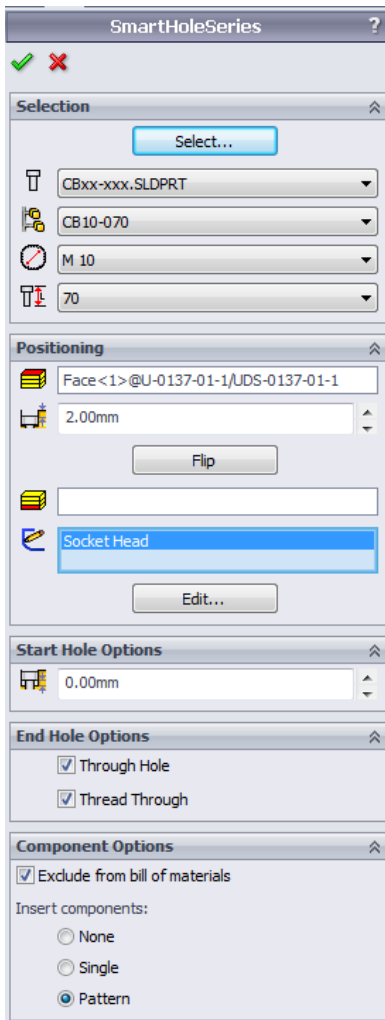 SmartHoleSeries ?
Selection
Select...
CBxx-xxx.SLDPRT
CB10-070
M 10
70
Positioning
Face<1>@U-0137-01-1/UDS-0137-01-1
2.00mm
Flip
Socket Head
Edit...
Start Hole Options
0.00mm
End Hole Options
Through Hole
Thread Through
Component Options
Exclude from bill of materials
Insert components:
None
Single
Pattern